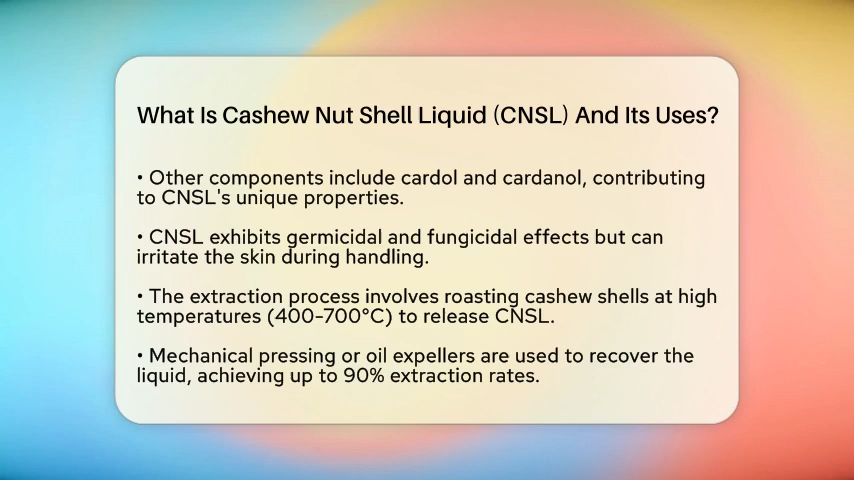 What Is Cashew Nut Shell Liquid (CNSL) And Its Uses?
• Other components include cardol and cardanol, contributing
to CNSL's unique properties.
• CNSL exhibits germicidal and fungicidal effects but can
irritate the skin during handling.
• The extraction process involves roasting cashew shells at high
temperatures (400-700°C) to release CNSL.
• Mechanical pressing or oil expellers are used to recover the
liquid, achieving up to 90% extraction rates.